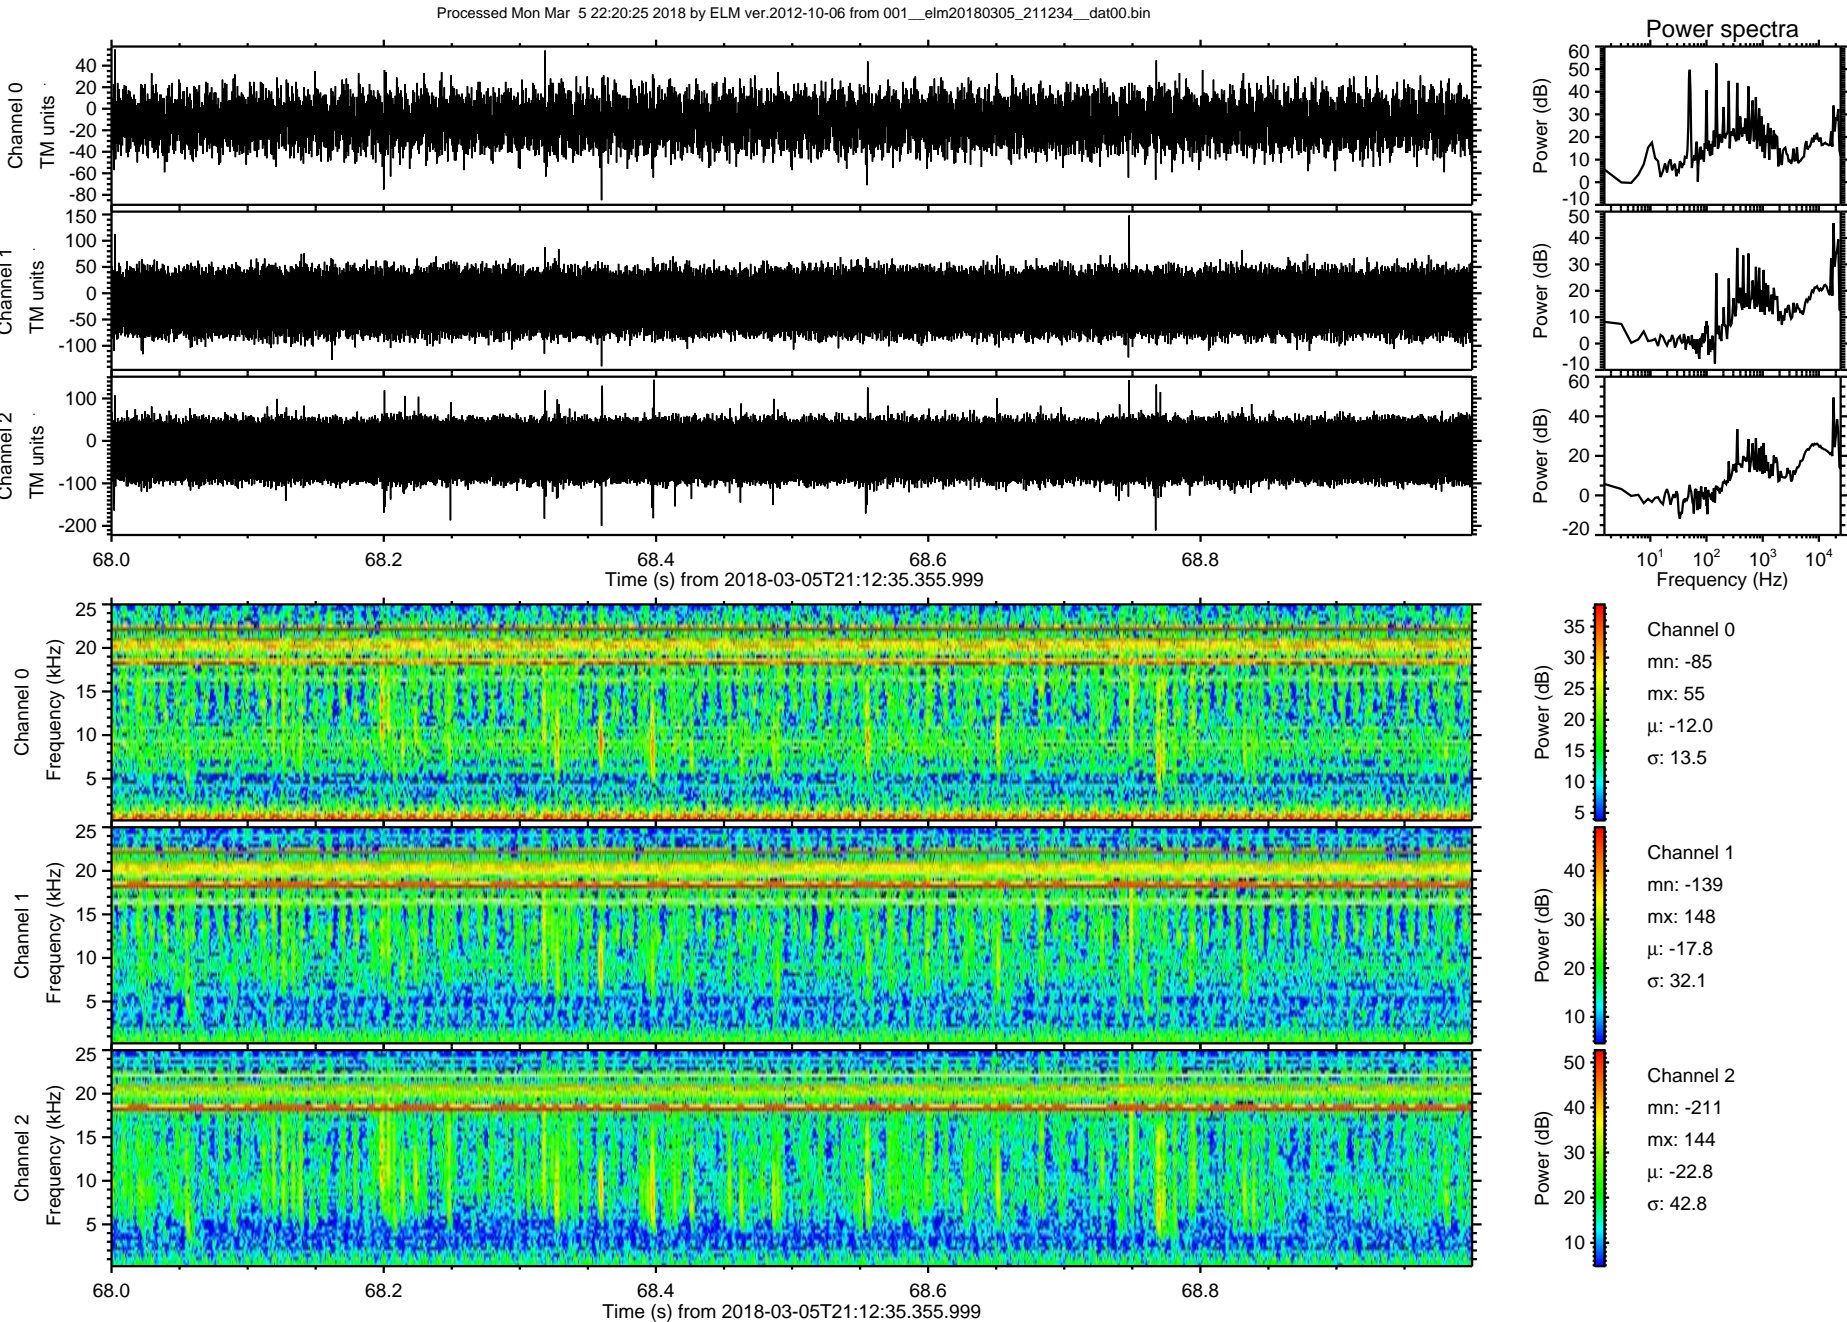 Processed Mon Mar  5 22:20:25 2018 by ELM ver.2012-10-06 from 001__elm20180305_211234__dat00.bin
Power spectra
Channel 0
TM units
40
20
0
-20
-40
-60
-80
Power (dB)
60
50
40
30
20
10
0
-10
Channel 1
TM units
150
100
50
0
-50
-100
Power (dB)
50
40
30
20
10
0
-10
Channel 2
TM units
100
0
-100
-200
Power (dB)
60
40
20
0
-20
68.0 68.2 68.4 68.6 68.8
Time (s) from 2018-03-05T21:12:35.355.999
10¹ 10² 10³ 10⁴
Frequency (Hz)
Channel 0
Frequency (kHz)
25
20
15
10
5
Power (dB)
35
30
25
20
15
10
5
Channel 0
mn: -85
mx: 55
μ: -12.0
σ: 13.5
Channel 1
Frequency (kHz)
25
20
15
10
5
Power (dB)
40
30
20
10
Channel 1
mn: -139
mx: 148
μ: -17.8
σ: 32.1
Channel 2
Frequency (kHz)
25
20
15
10
5
Power (dB)
50
40
30
20
10
Channel 2
mn: -211
mx: 144
μ: -22.8
σ: 42.8
68.0 68.2 68.4 68.6 68.8
Time (s) from 2018-03-05T21:12:35.355.999